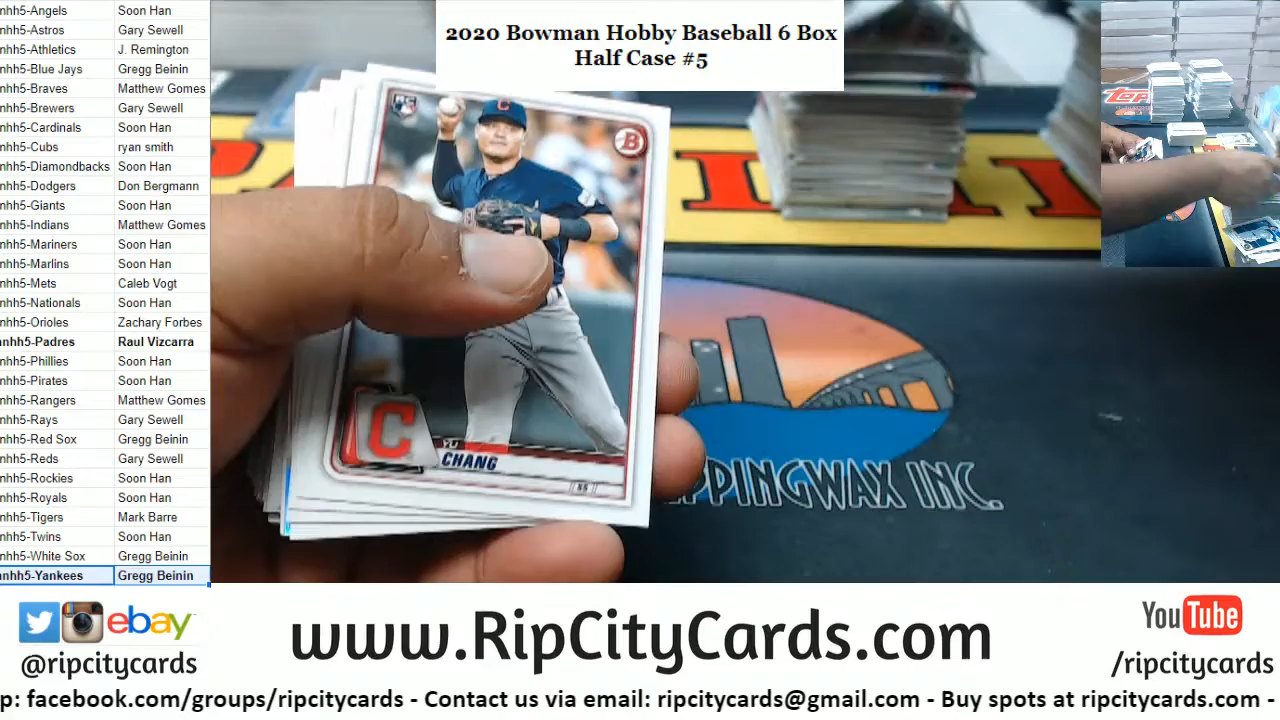 2020 Bowman Hobby Baseball 6 Box
Half Case #5
nhh5-Angels Soon Han
nhh5-Astros Gary Sewell
nhh5-Athletics J. Remington
nhh5-Blue Jays Gregg Beinin
nhh5-Braves Matthew Gomes
nhh5-Brewers Gary Sewell
nhh5-Cardinals Soon Han
nhh5-Cubs ryan smith
nhh5-Diamondbacks Soon Han
nhh5-Dodgers Don Bergmann
nhh5-Giants Soon Han
nhh5-Indians Matthew Gomes
nhh5-Mariners Soon Han
nhh5-Marlins Soon Han
nhh5-Mets Caleb Vogt
nhh5-Nationals Soon Han
nhh5-Orioles Zachary Forbes
nhh5-Padres Raul Vizcarra
nhh5-Phillies Soon Han
nhh5-Pirates Soon Han
nhh5-Rangers Matthew Gomes
nhh5-Rays Gary Sewell
nhh5-Red Sox Gregg Beinin
nhh5-Reds Gary Sewell
nhh5-Rockies Soon Han
nhh5-Royals Soon Han
nhh5-Tigers Mark Barre
nhh5-Twins Soon Han
nhh5-White Sox Gregg Beinin
nhh5-Yankees Gregg Beinin
RC
C
B
C
YU
CHANG
SS
PPINGWAX INC.
ebay
@ripcitycards
www.RipCityCards.com
YouTube
/ripcitycards
p: facebook.com/groups/ripcitycards - Contact us via email: ripcitycards@gmail.com - Buy spots at ripcitycards.com -